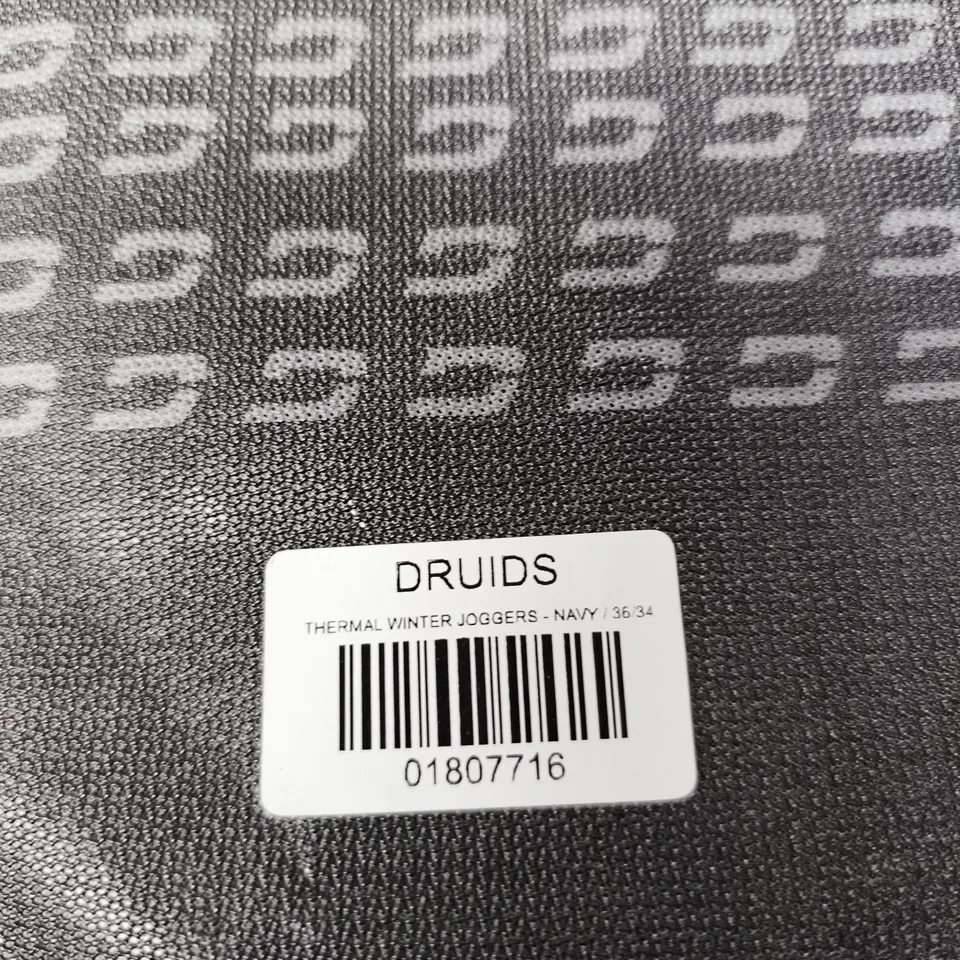 DRUIDS
THERMAL WINTER JOGGERS - NAVY / 36/34
01807716